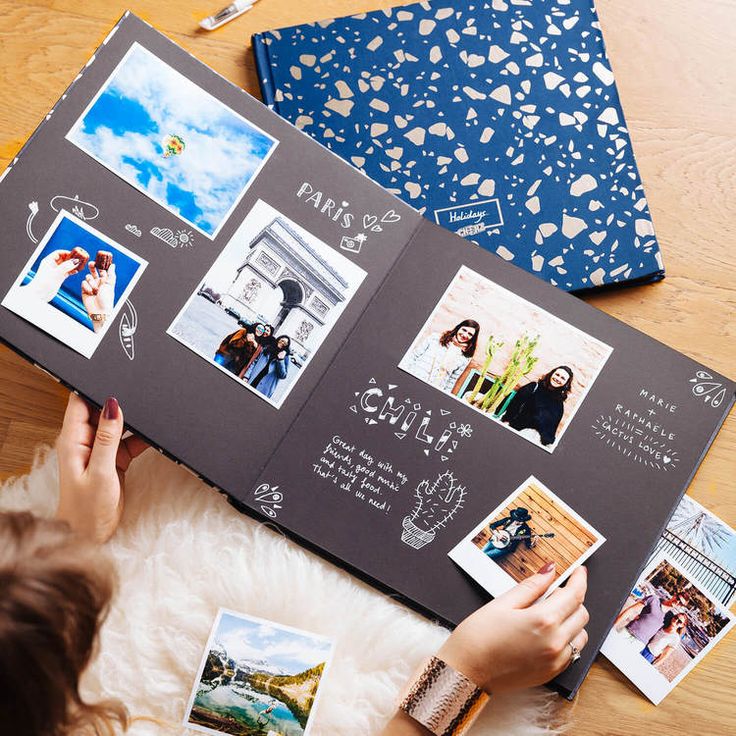 Holidays
PARIS
CHILI
Great day with my
friends, good music
and tasty food.
That's all we need!
MARIE
+
RAPHAELE
=
CACTUS LOVE